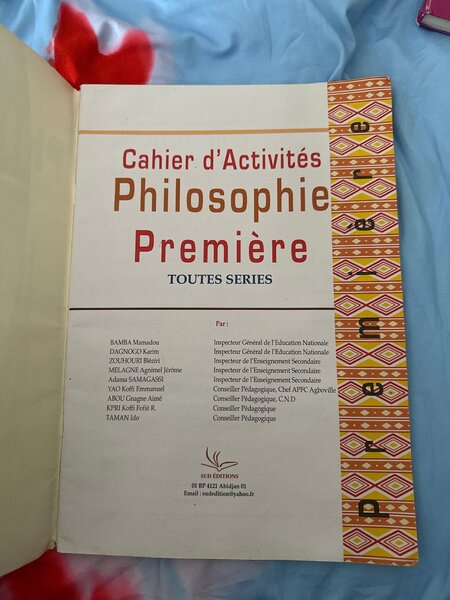 Cahier d'Activités
Philosophie
Première
TOUTES SERIES
Par :
BAMBA Mamadou Inspecteur Général de l'Education Nationale
DAGNOGO Karim Inspecteur Général de l'Education Nationale
ZOUHOURI Bléziri Inspecteur de l'Enseignement Secondaire
MELAGNE Agnimel Jérôme Inspecteur de l'Enseignement Secondaire
Adama SAMAGASSI Inspecteur de l'Enseignement Secondaire
YAO Koffi Emmanuel Conseiller Pédagogique, Chef APFC Agboville
ABOU Gnagne Aimé Conseiller Pédagogique, C.N.D
KPRI Koffi Fofié R. Conseiller Pédagogique
TAMAN Ido Conseiller Pédagogique
SUD ÉDITIONS
01 BP 4121 Abidjan 01
Email : sudedition@yahoo.fr
Première